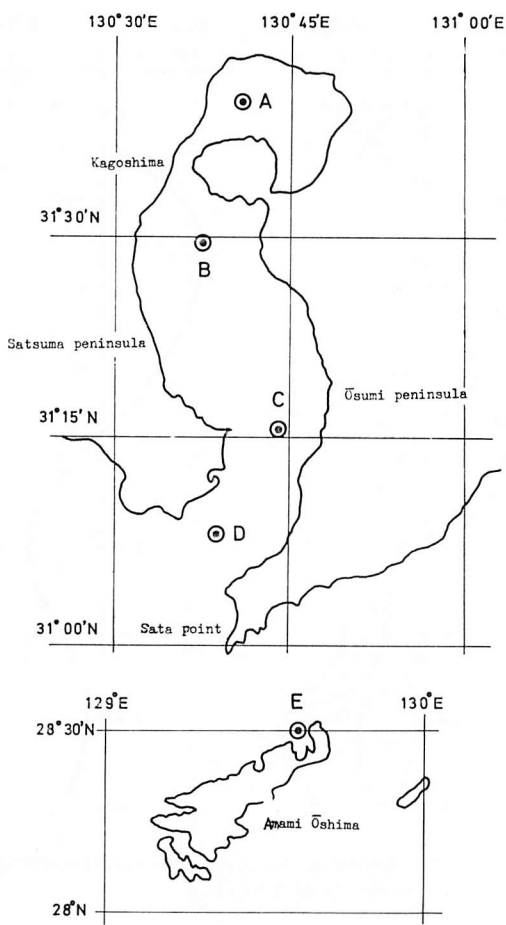 130°30'E 130°45'E 131°00'E
A
Kagoshima
31°30'N
B
Satsuma peninsula
C
Ōsumi peninsula
31°15'N
D
Sata point
31°00'N
129°E E 130°E
28°30'N
Amami Ōshima
28°N